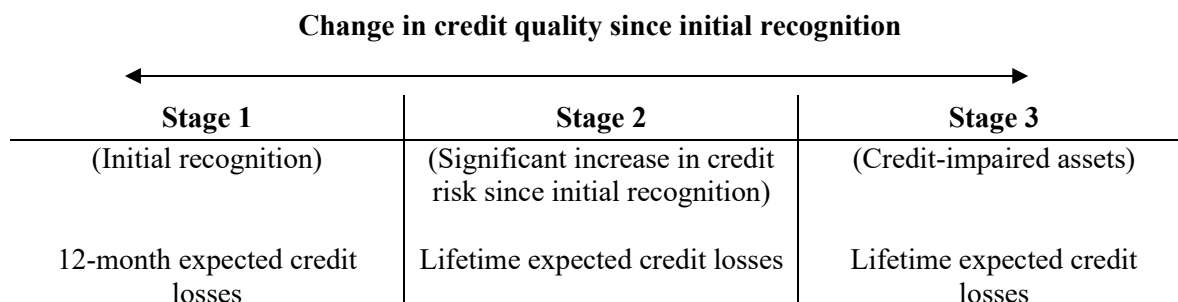 Change in credit quality since initial recognition
Stage 1
Stage 2
Stage 3
(Initial recognition)
(Significant increase in credit
risk since initial recognition)
(Credit-impaired assets)
12-month expected credit
losses
Lifetime expected credit losses
Lifetime expected credit
losses